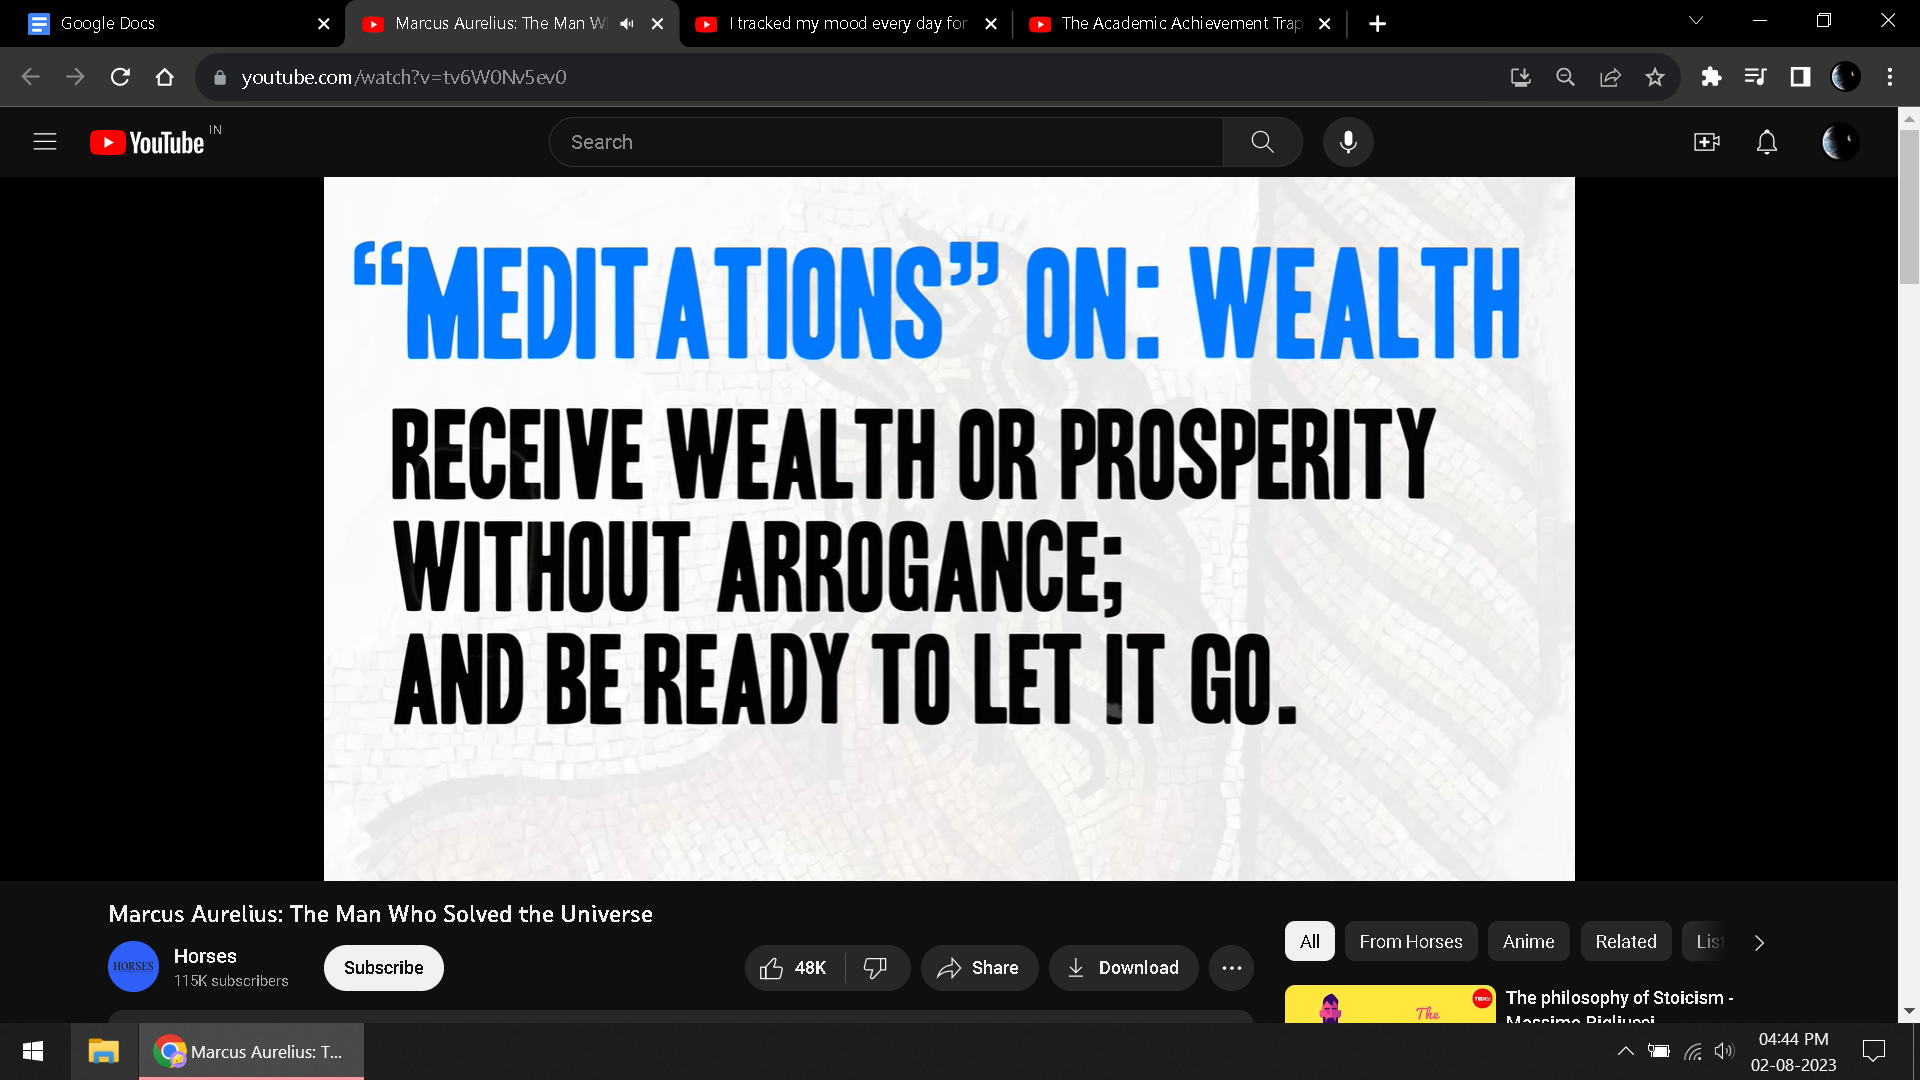 Google Docs
Marcus Aurelius: The Man W
I tracked my mood every day for
The Academic Achievement Trap
youtube.com/watch?v=tv6W0Nv5ev0
YouTube IN
Search
“MEDITATIONS” ON: WEALTH
RECEIVE WEALTH OR PROSPERITY
WITHOUT ARROGANCE;
AND BE READY TO LET IT GO.
Marcus Aurelius: The Man Who Solved the Universe
HORSES
Horses
115K subscribers
Subscribe
48K
Share
Download
All
From Horses
Anime
Related
The
The philosophy of Stoicism -
Massimo Pigliucci
Marcus Aurelius: T...
04:44 PM
02-08-2023